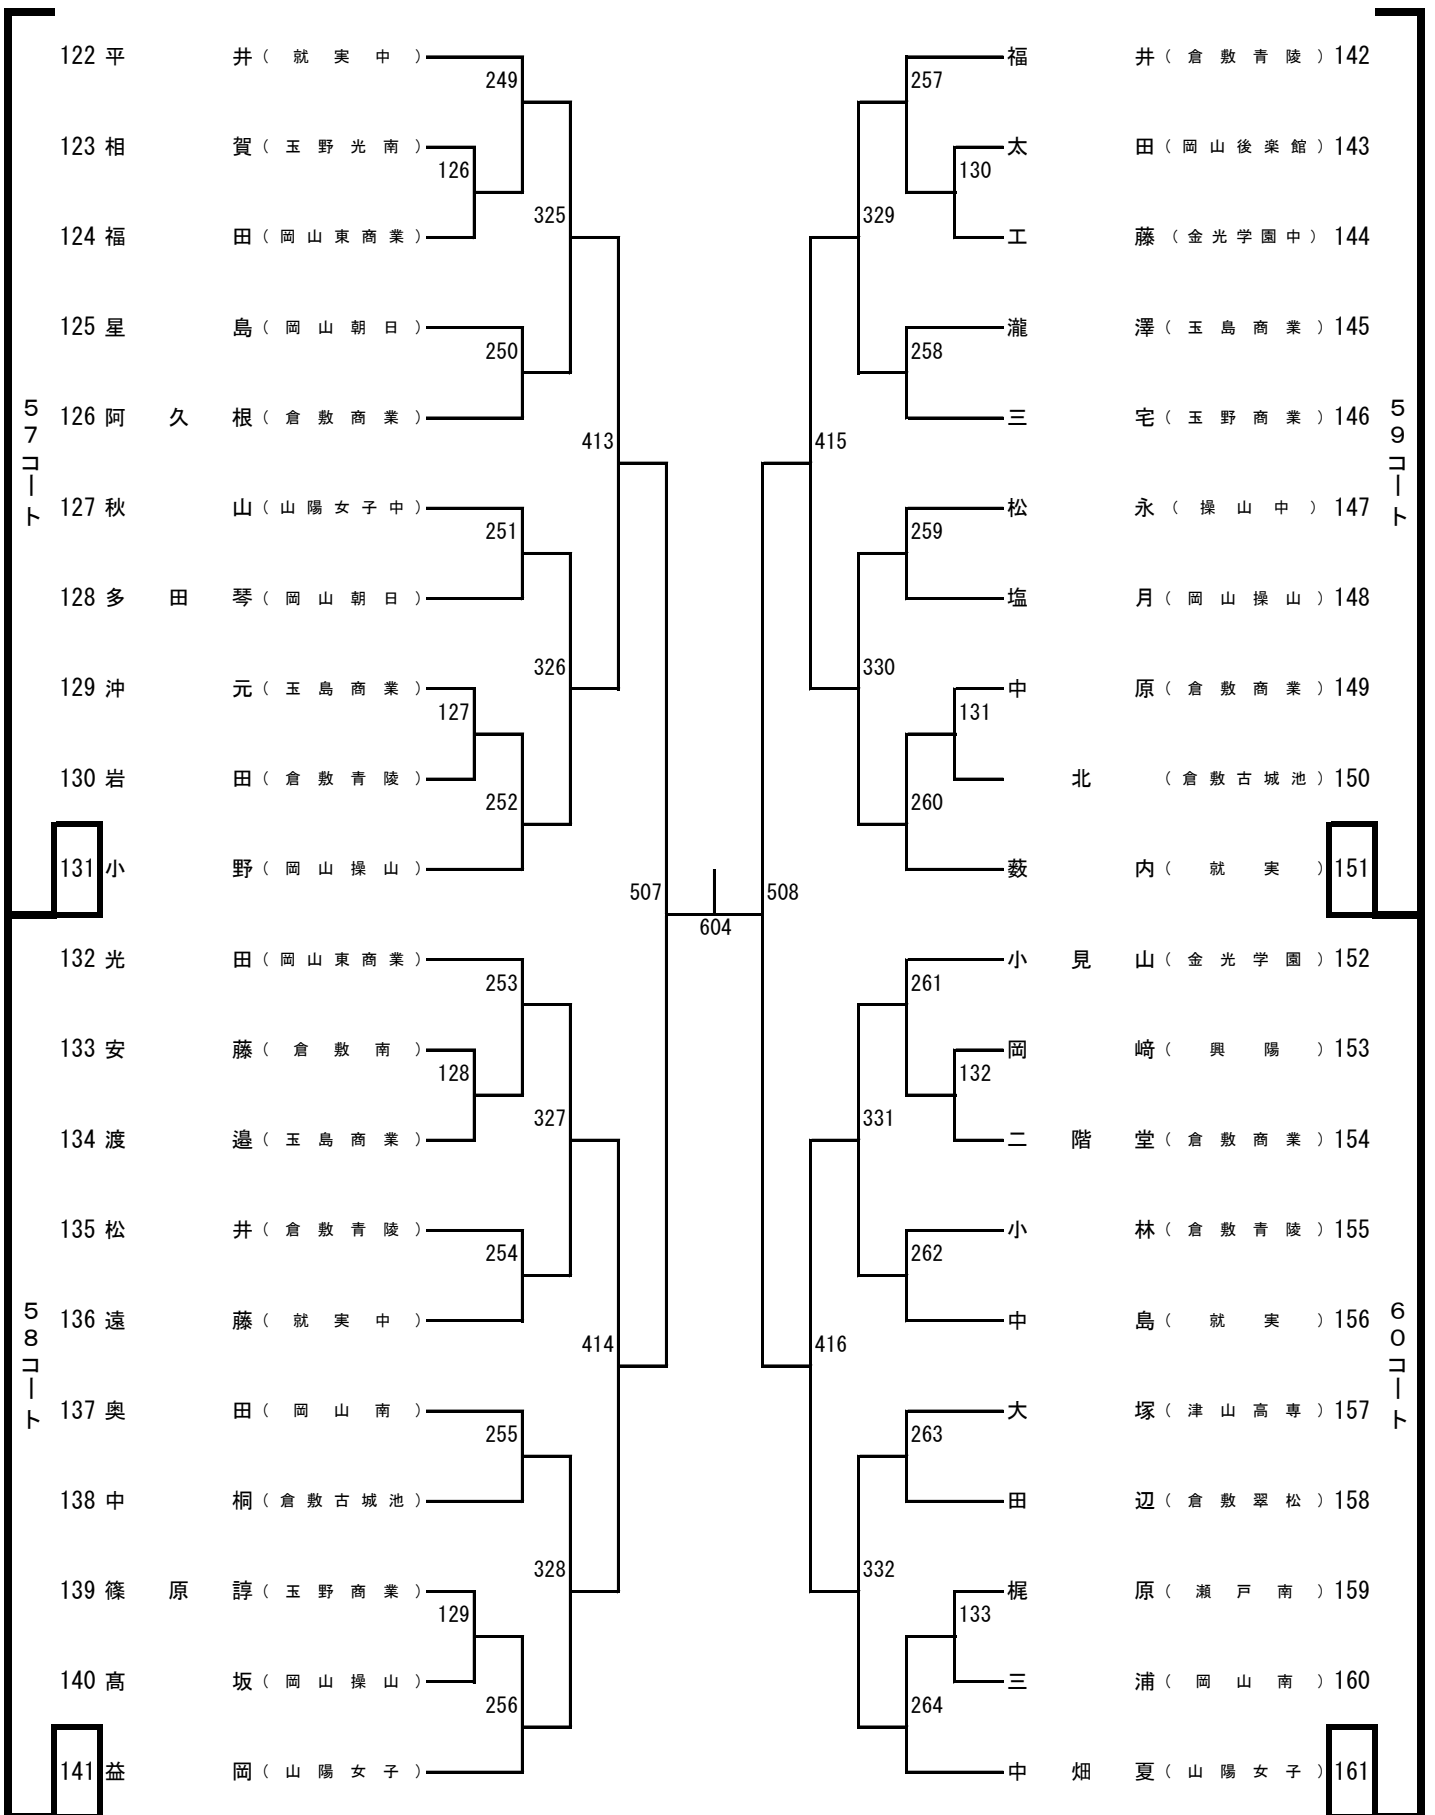 122 平井（就実中）
249
123 相賀（玉野光南）
126
325
124 福田（岡山東商業）
125 星島（岡山朝日）
250
126 阿久根（倉敷商業）
413
127 秋山（山陽女子中）
251
128 多田琴（岡山朝日）
326
129 沖元（玉島商業）
127
130 岩田（倉敷青陵）
252
131 小野（岡山操山）
57コート
507
132 光田（岡山東商業）
253
133 安藤（倉敷南）
128
327
134 渡邉（玉島商業）
135 松井（倉敷青陵）
254
136 遠藤（就実中）
414
137 奥田（岡山南）
255
138 中桐（倉敷古城池）
328
139 篠原諄（玉野商業）
129
140 髙坂（岡山操山）
256
141 益岡（山陽女子）
58コート
604
福井（倉敷青陵）142
257
太田（岡山後楽館）143
130
329
工藤（金光学園中）144
瀧澤（玉島商業）145
258
三宅（玉野商業）146
415
松永（操山中）147
259
塩月（岡山操山）148
330
中原（倉敷商業）149
131
北（倉敷古城池）150
260
薮内（就実）151
59コート
508
小見山（金光学園）152
261
岡﨑（興陽）153
132
331
二階堂（倉敷商業）154
小林（倉敷青陵）155
262
中島（就実）156
416
大塚（津山高専）157
263
田辺（倉敷翠松）158
332
梶原（瀬戸南）159
133
三浦（岡山南）160
264
中畑夏（山陽女子）161
60コート